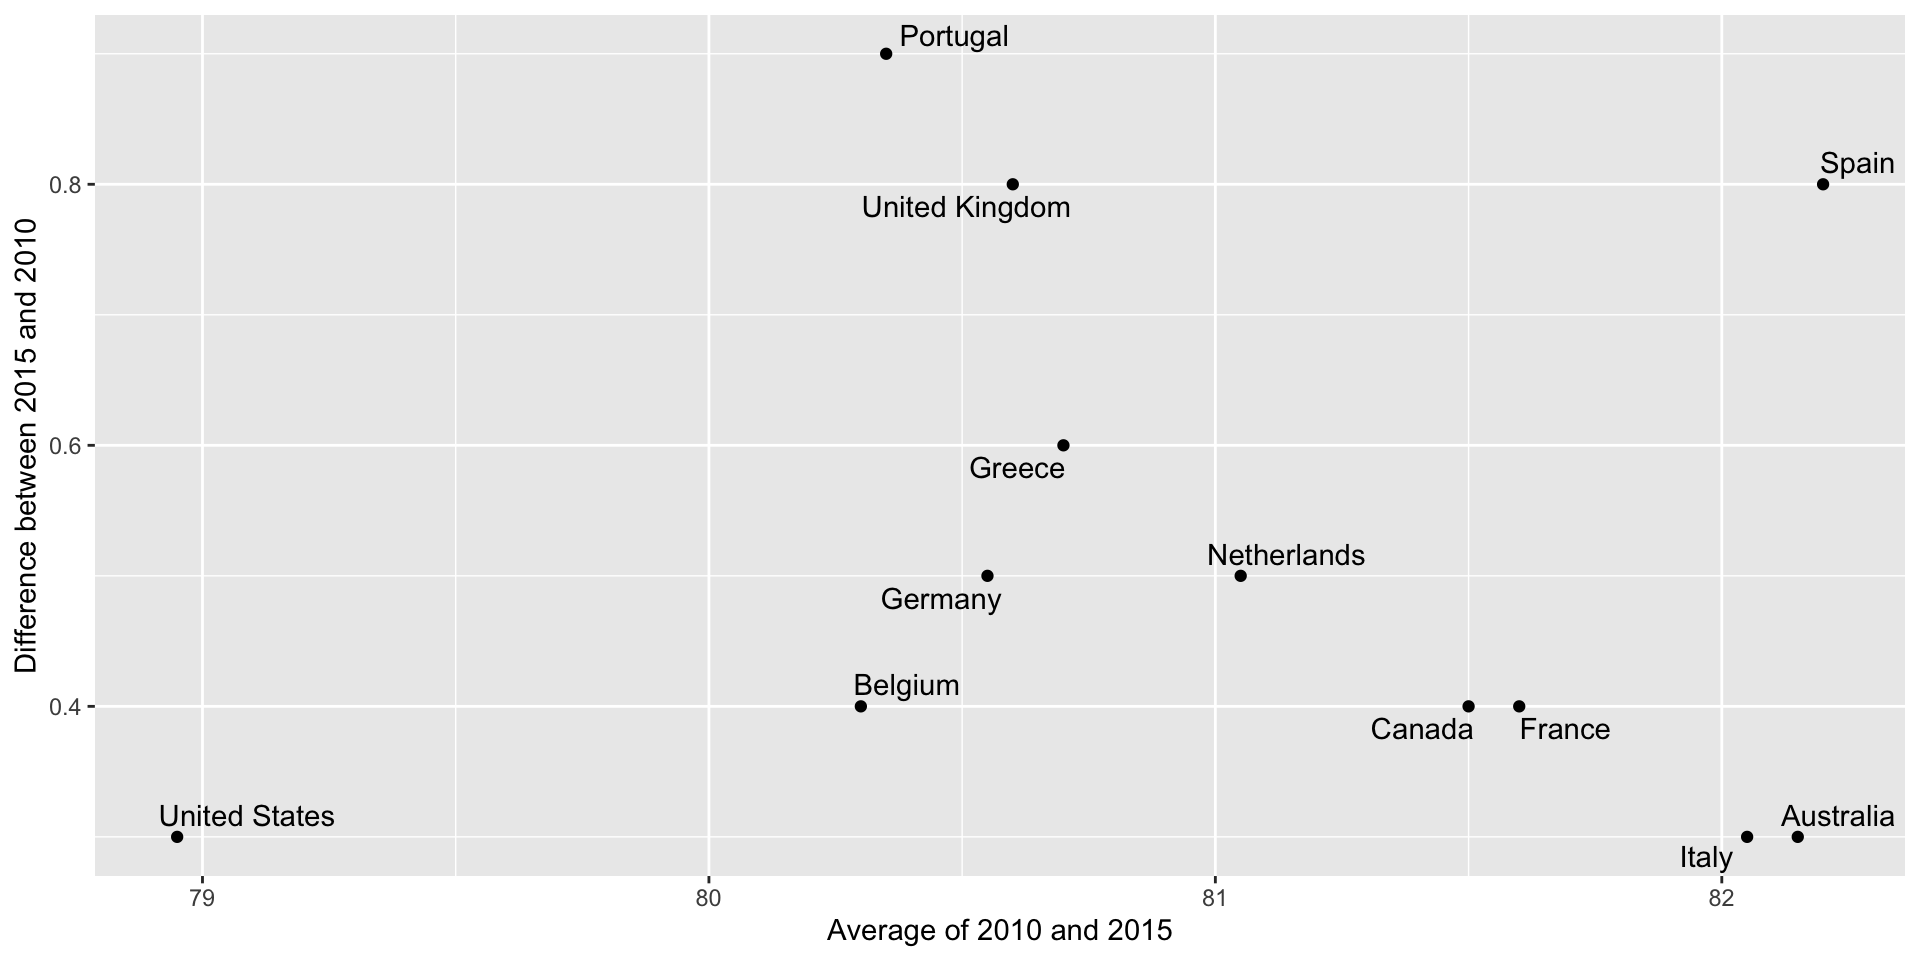 Portugal
Spain
0.8
United Kingdom
Difference between 2015 and 2010
0.6
Greece
Netherlands
Germany
Belgium
0.4
Canada
France
United States
Australia
Italy
79
80
81
82
Average of 2010 and 2015